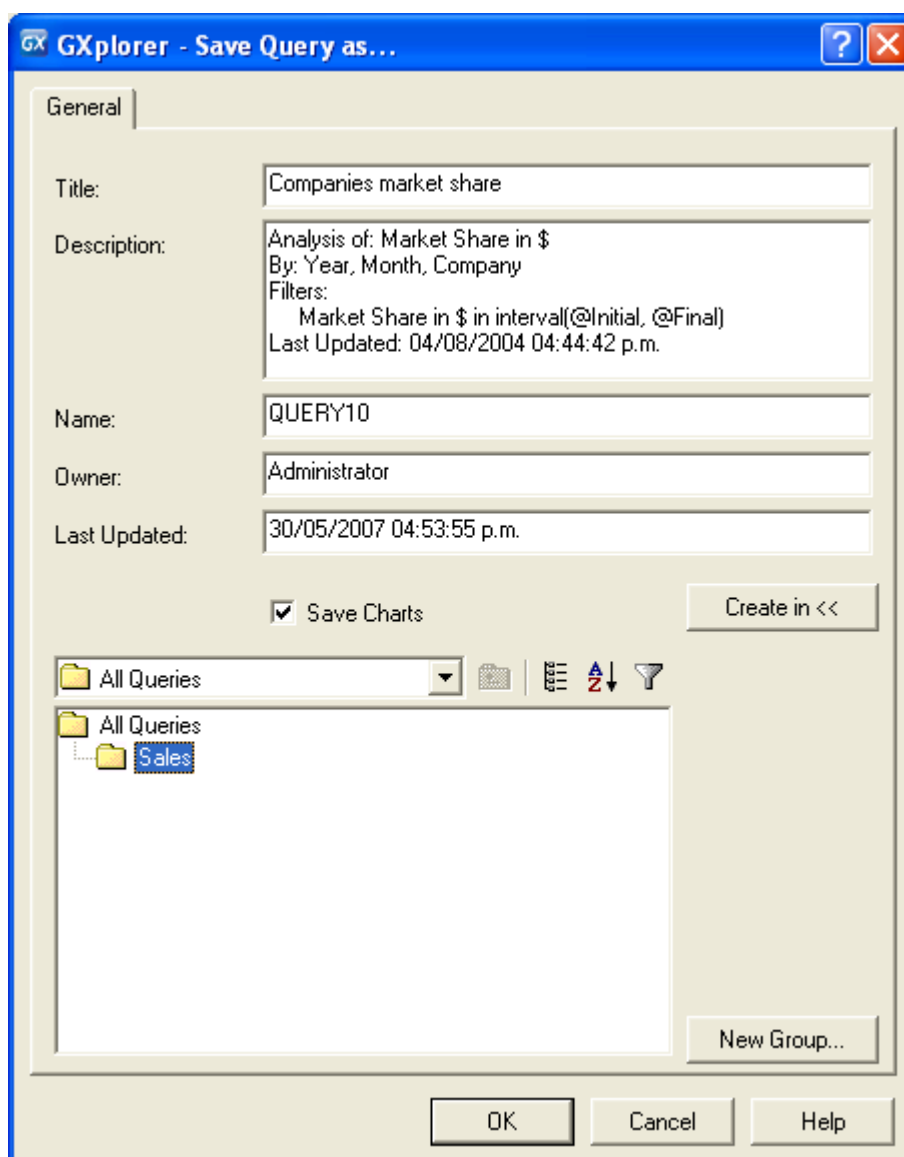 GX GXplorer - Save Query as...
General
Title: Companies market share
Description: Analysis of: Market Share in $
By: Year, Month, Company
Filters:
Market Share in $ in interval(@Initial, @Final)
Last Updated: 04/08/2004 04:44:42 p.m.
Name: QUERY10
Owner: Administrator
Last Updated: 30/05/2007 04:53:55 p.m.
Save Charts Create in <<
All Queries
All Queries
Sales
New Group...
OK Cancel Help